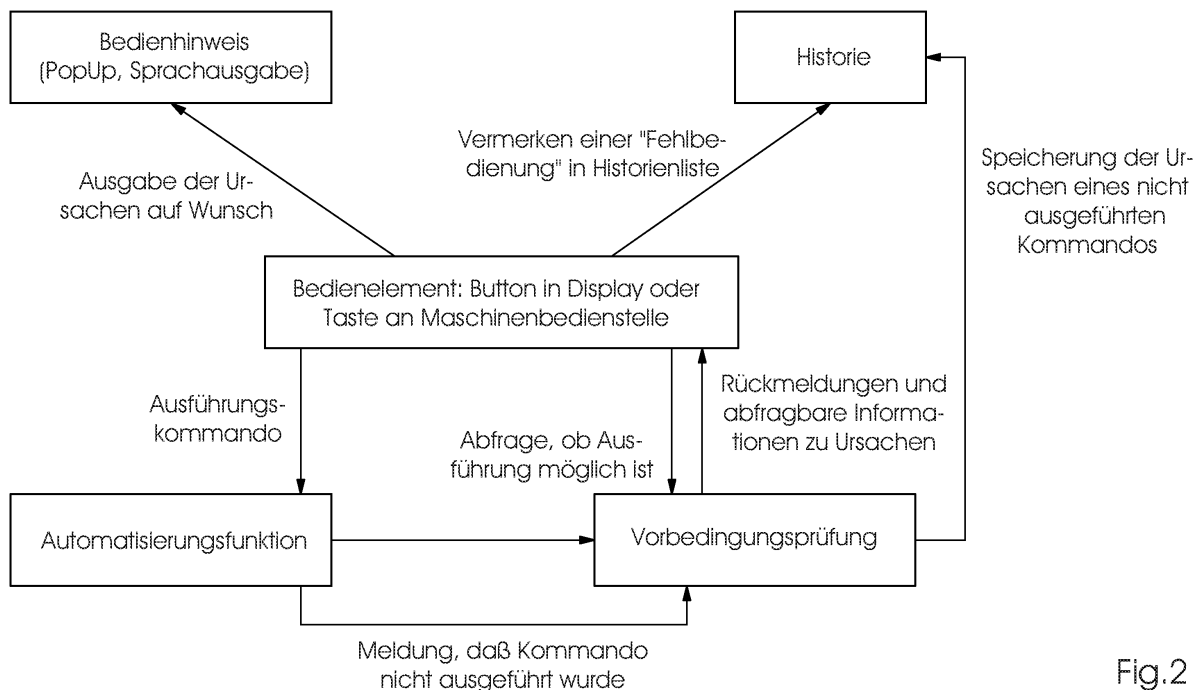 Bedienhinweis
(PopUp, Sprachausgabe)
Historie
Vermerken einer "Fehlbe-
dienung" in Historienliste
Speicherung der Ur-
sachen eines nicht
ausgeführten
Kommandos
Ausgabe der Ur-
sachen auf Wunsch
Bedienelement: Button in Display oder
Taste an Maschinenbedienstelle
Ausführungs-
kommando
Abfrage, ob Aus-
führung möglich ist
Rückmeldungen und
abfragbare Informa-
tionen zu Ursachen
Automatisierungsfunktion
Vorbedingungsprüfung
Meldung, daß Kommando
nicht ausgeführt wurde
Fig.2